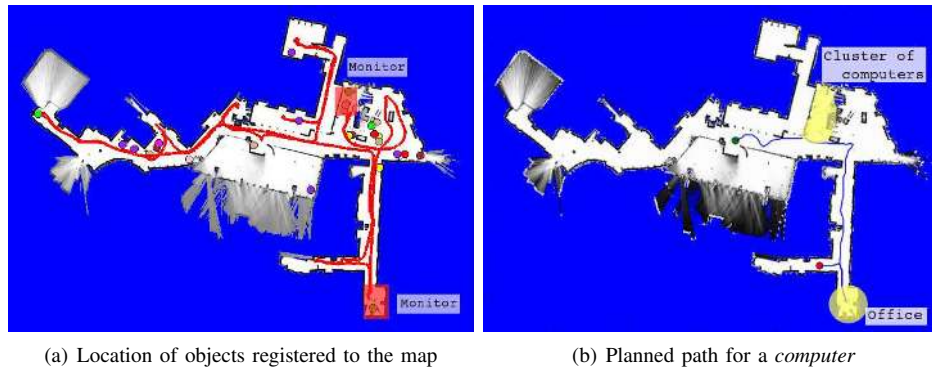 Monitor
Monitor
Cluster of
computers
Office
(a) Location of objects registered to the map
(b) Planned path for a computer